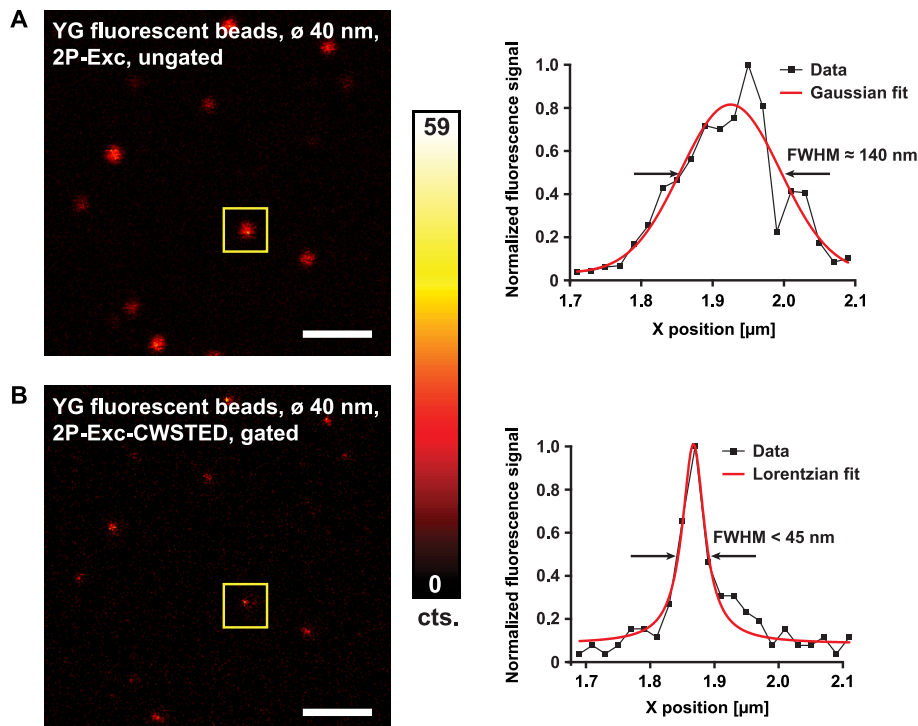 A
YG fluorescent beads, ø 40 nm,
2P-Exc, ungated
Normalized fluorescence signal
1.0
0.8
0.6
0.4
0.2
0
1.7
1.8
1.9
2.0
2.1
X position [µm]
Data
Gaussian fit
FWHM ≈ 140 nm
59
0
cts.
B
YG fluorescent beads, ø 40 nm,
2P-Exc-CWSTED, gated
Normalized fluorescence signal
1.0
0.8
0.6
0.4
0.2
0
1.7
1.8
1.9
2.0
2.1
X position [µm]
Data
Lorentzian fit
FWHM < 45 nm